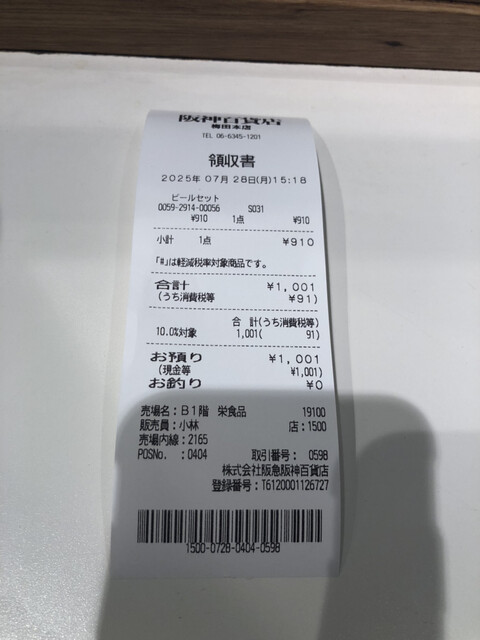 阪神百貨店
梅田本店
TEL 06-6345-1201
領収書
2025年 07月 28日(月)15:18
ビールセット
0059-2914-00056 S031
¥910 1点 ¥910
小計 1点 ¥910
「#」は軽減税率対象商品です。
合計 ¥1,001
(うち消費税等 ¥91)
合 計(うち消費税等)
10.0%対象 1,001( 91)
お預り ¥1,001
(現金等 ¥1,001)
お釣り ¥0
売場名:B1階 栄食品 19100
販売員:小林 店:1500
売場内線:2165
POSNo. :0404 取引番号: 0598
株式会社阪急阪神百貨店
登録番号:T6120001126727
1500-0728-0404-0598